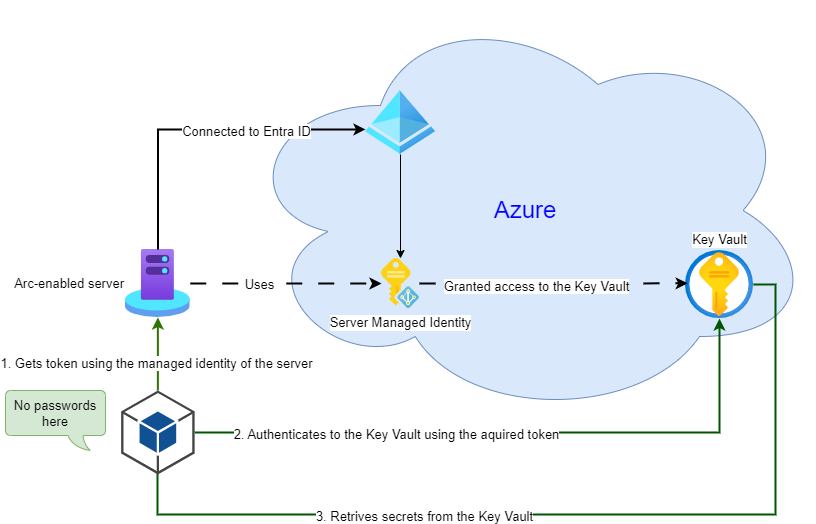 Connected to Entra ID
Azure
Key Vault
Arc-enabled server
Uses
Granted access to the Key Vault
Server Managed Identity
1. Gets token using the managed identity of the server
No passwords
here
2. Authenticates to the Key Vault using the aquired token
3. Retrives secrets from the Key Vault